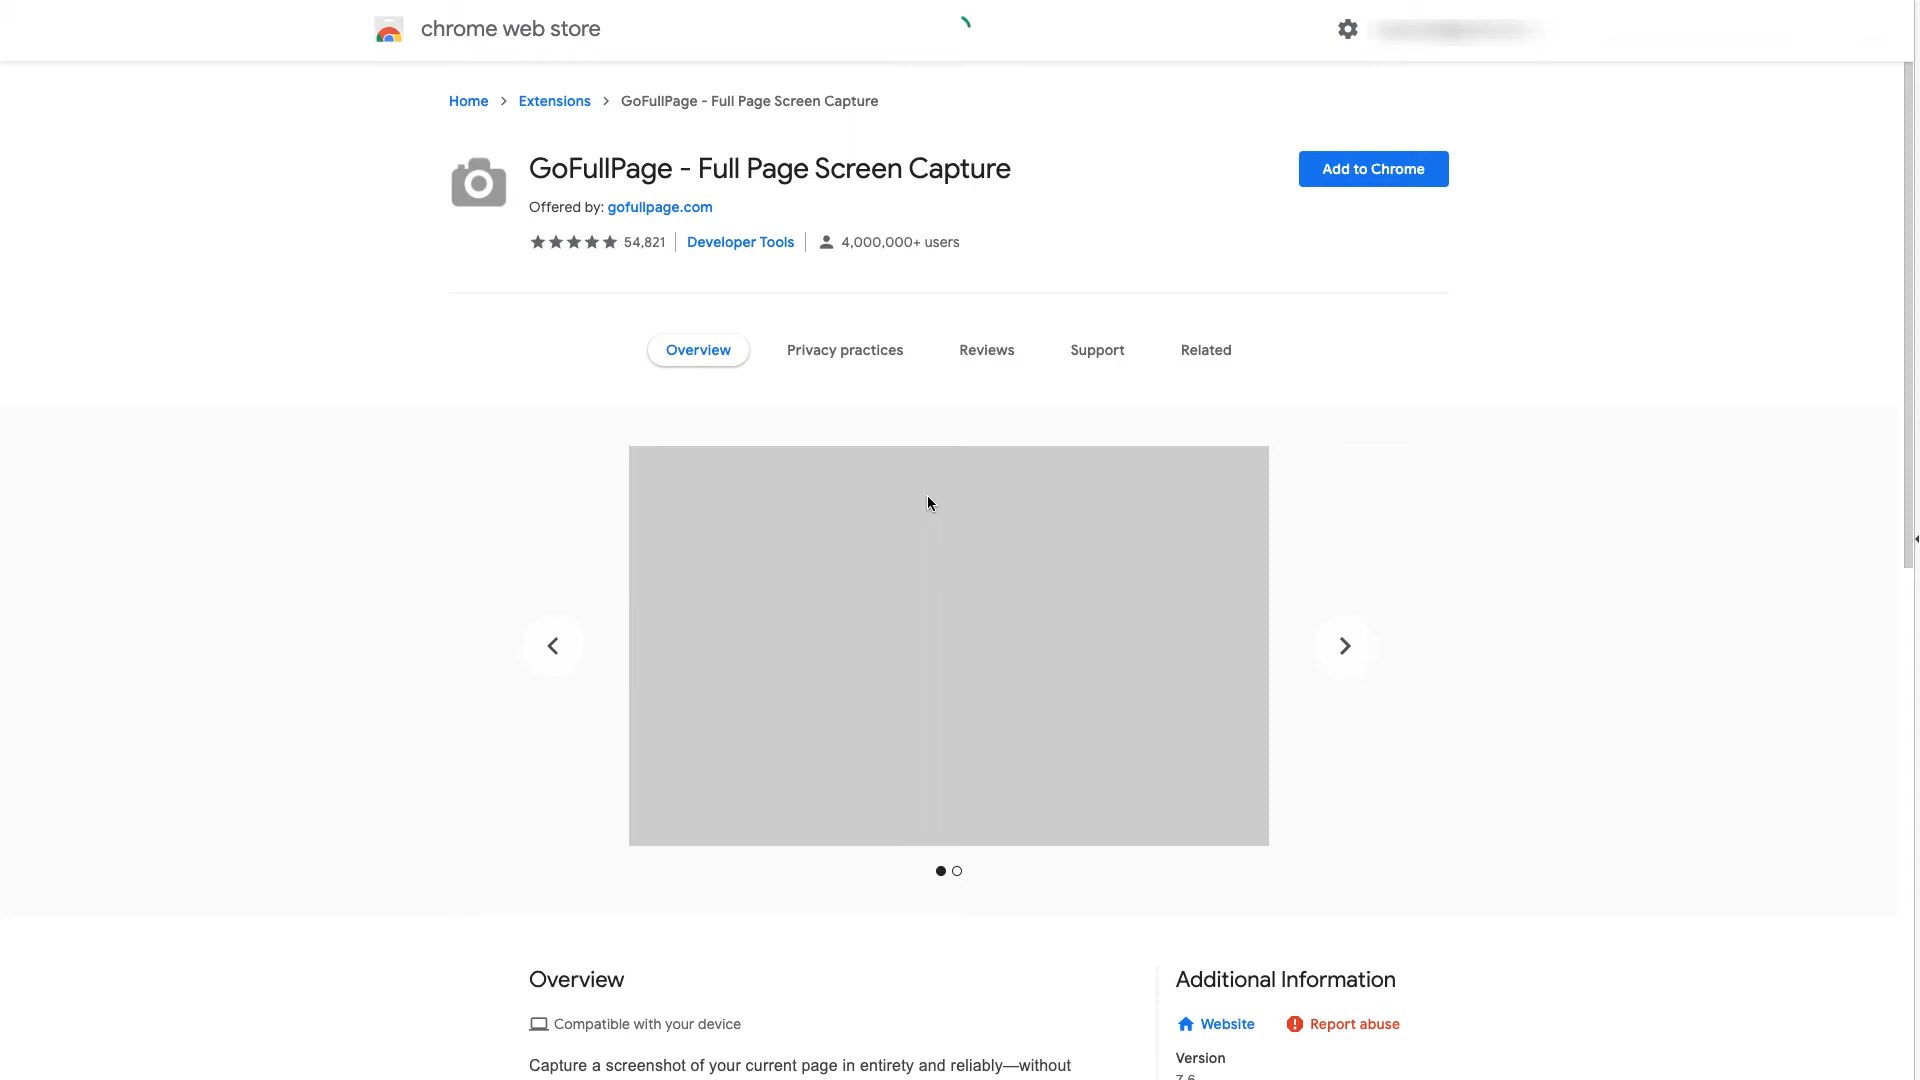 chrome web store
Home > Extensions > GoFullPage - Full Page Screen Capture
GoFullPage - Full Page Screen Capture
Add to Chrome
Offered by: gofullpage.com
54,821 Developer Tools 4,000,000+ users
Overview Privacy practices Reviews Support Related
Overview
Additional Information
Compatible with your device
Website Report abuse
Version
Capture a screenshot of your current page in entirety and reliably—without